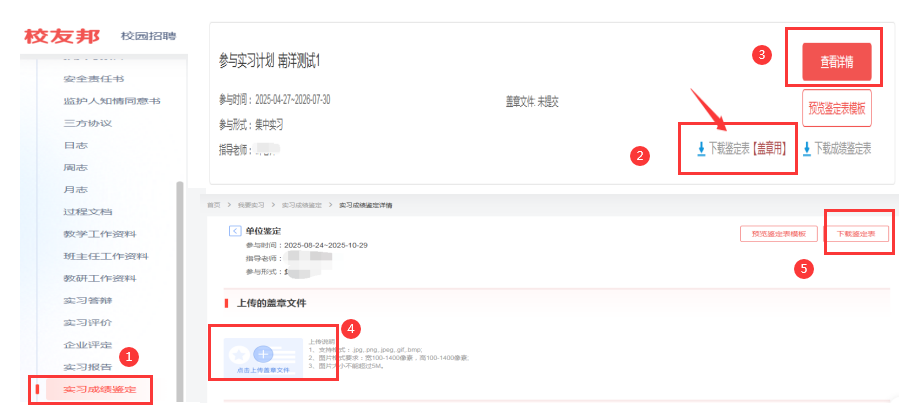 校友邦 校园招聘
安全责任书
监护人知情同意书
三方协议
日志
周志
月志
过程文档
教学工作资料
班主任工作资料
教研工作资料
实习答辩
实习评价
企业评定
实习报告
1
实习成绩鉴定
参与实习计划 南洋测试1
3
查看详情
参与时间： 2025-04-27~2026-07-30
盖章文件: 未提交
预览鉴定表模板
参与形式： 集中实习
指导老师：
2
下载鉴定表【盖章用】
下载成绩鉴定表
首页 > 我要实习 > 实习成绩鉴定 > 实习成绩鉴定详情
单位鉴定
预览鉴定表模板
下载鉴定表
参与时间：2025-08-24~2025-10-29
指导老师：
参与形式：
5
上传的盖章文件
4
上传说明
1、支持格式：.jpg,.png,.jpeg,.gif,.bmp;
2、图片样式要求：宽100-1400像素，高100-1400像素;
3、图片大小不能超过5M。
点击上传盖章文件